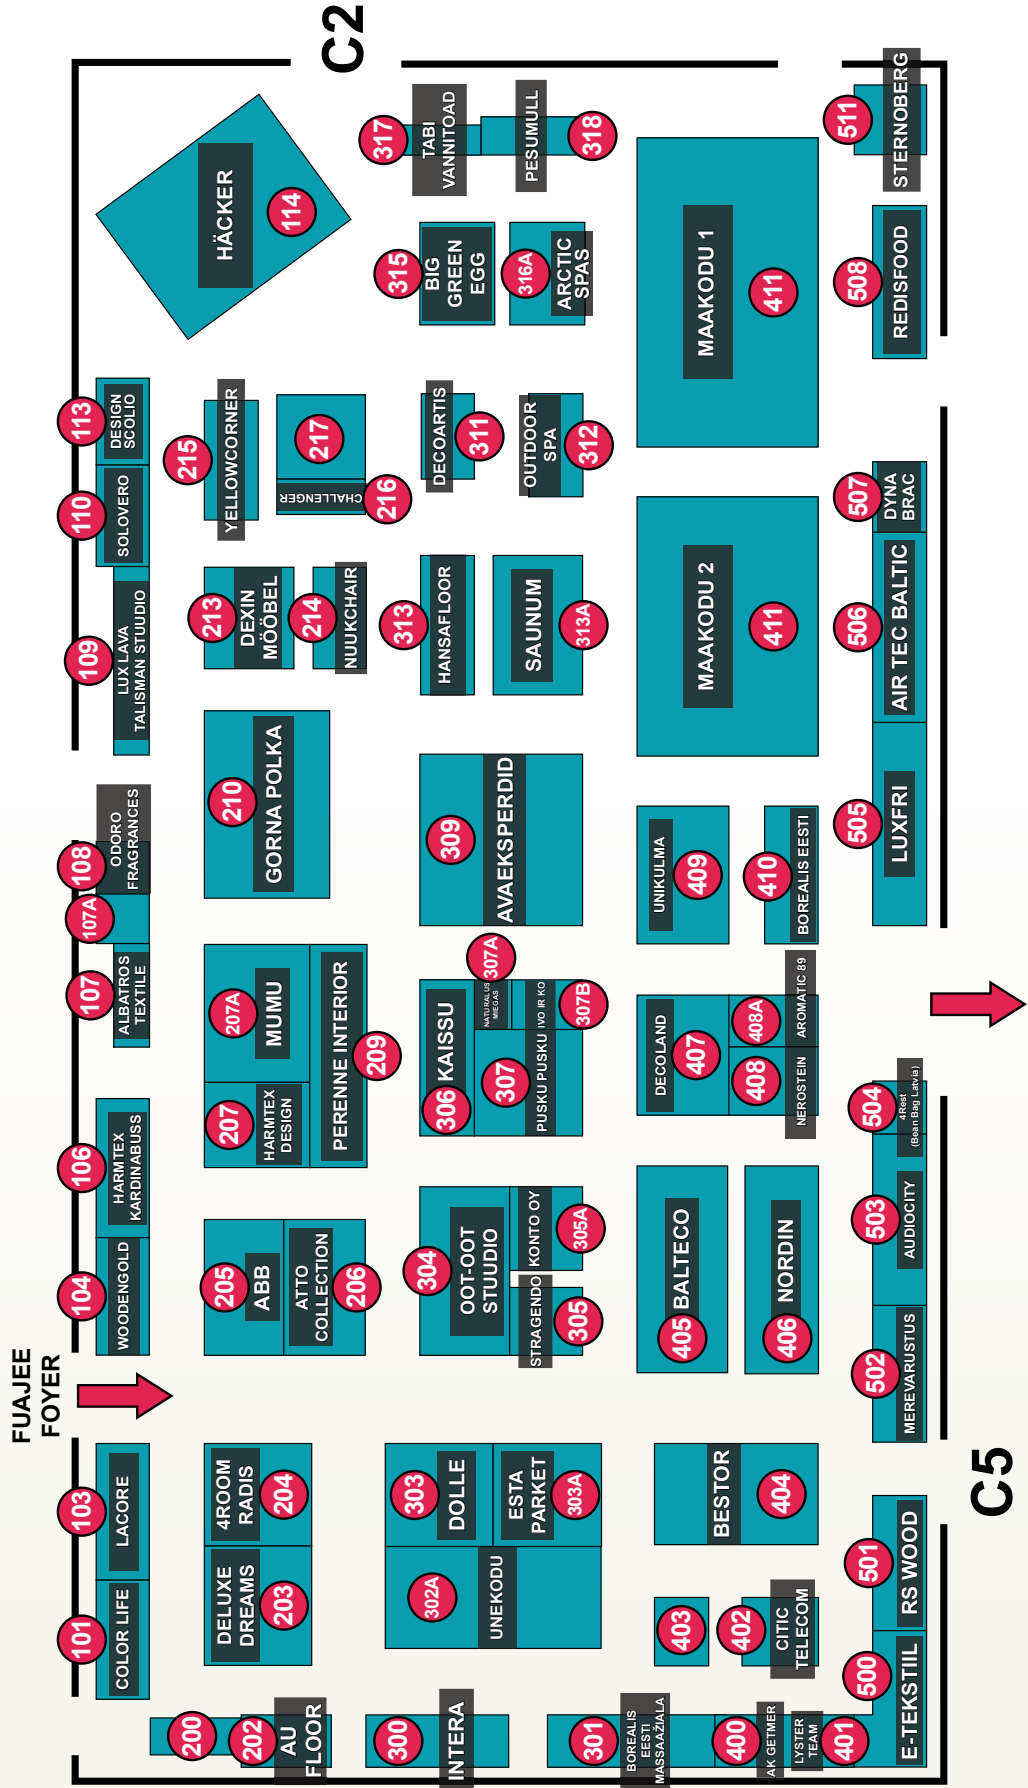 C2
FUAJEE
FOYER
C5
101
COLOR LIFE
103
LACORE
104
WOODENGOLD
106
HARMTEX
KARDINABUSS
107
ALBATROS
TEXTILE
107A
108
ODORO
FRAGRANCES
109
LUX LAVA
TALISMAN STUUDIO
110
SOLOVERO
113
DESIGN
SCOLIO
HÄCKER
114
200
202
AU
FLOOR
DELUXE
DREAMS
203
4ROOM
RADIS
204
205
ABB
ATTO
COLLECTION
206
207
HARMTEX
DESIGN
207A
MUMU
PERENNE INTERIOR
209
210
GORNA POLKA
213
DEXIN
MÖÖBEL
214
NUUKCHAIR
215
YELLOWCORNER
217
CHALLENGER
216
300
INTERA
301
BOREALIS
EESTI
MASSAAŽIALA
302A
UNEKODU
303
DOLLE
ESTA
PARKET
303A
304
OOT-OOT
STUUDIO
STRAGENDO
305
KONTO OY
305A
306 KAISSU
307
PUSKU PUSKU
307A
NATURALUS
MIEGAS
IVO IR KO
307B
309
AVAEKSPERDID
313
HANSAFLOOR
SAUNUM
313A
DECOARTIS
311
OUTDOOR
SPA
312
315
BIG
GREEN
EGG
316A
ARCTIC
SPAS
317
TABI
VANNITOAD
PESUMULL
318
400
AK GETMER
LYSTER
TEAM
401
403
402
CITIC
TELECOM
BESTOR
404
405 BALTECO
406 NORDIN
DECOLAND
407
408
NEROSTEIN
408A
AROMATIC 89
UNIKULMA
409
410
BOREALIS EESTI
MAAKODU 2
411
MAAKODU 1
411
500
E-TEKSTIIL
501
RS WOOD
502
MEREVARUSTUS
503
AUDIOCITY
504
4Rest
(Bean Bag Latvia)
505
LUXFRI
506
AIR TEC BALTIC
507
DYNA
BRAC
508
REDISFOOD
511
STERNOBERG